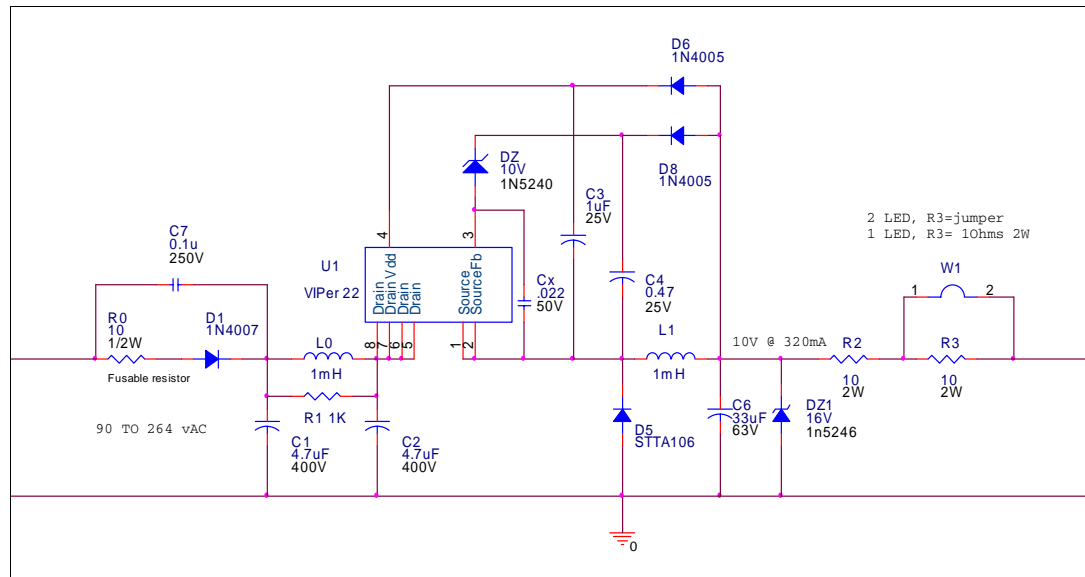 D6
1N4005
D8
1N4005
DZ
10V
1N5240
C3
1uF
25V
2 LED, R3=jumper
1 LED, R3= 1Ohms 2W
C7
0.1u
250V
4
3
U1
VIPer 22
Drain Vdd
Drain
Drain
Drain
Source
SourceFb
Cx
.022
50V
C4
0.47
25V
W1
1
2
R0
10
1/2W
Fusable resistor
D1
1N4007
L0
1mH
8
7
6
5
1
2
L1
1mH
10V @ 320mA
R2
10
2W
R3
10
2W
R1 1K
90 TO 264 vAC
C1
4.7uF
400V
C2
4.7uF
400V
D5
STTA106
C6
33uF
63V
DZ1
16V
1n5246
0